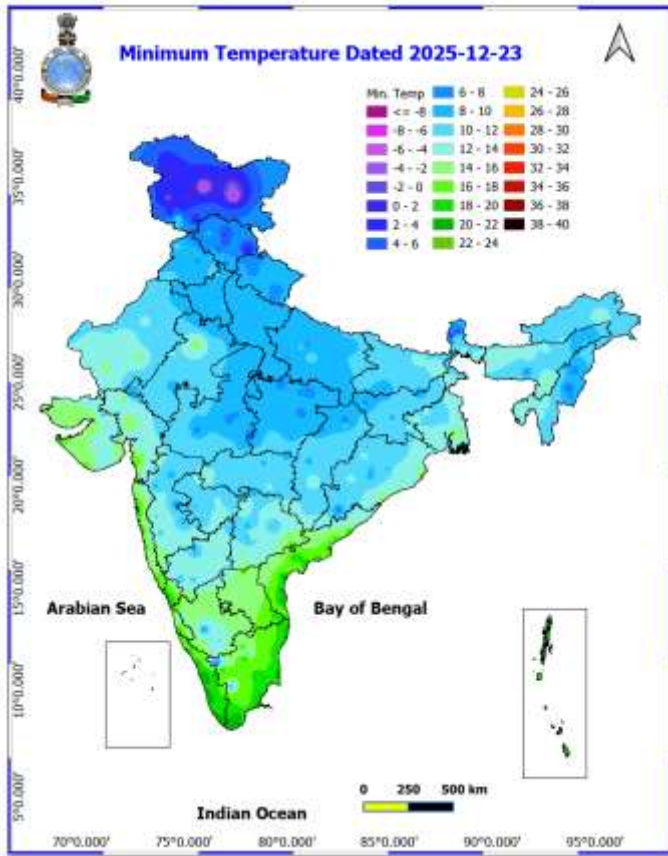 Minimum Temperature Dated 2025-12-23
Min. Temp
<= -8
-8 - -6
-6 - -4
-4 - -2
-2 - 0
0 - 2
2 - 4
4 - 6
6 - 8
8 - 10
10 - 12
12 - 14
14 - 16
16 - 18
18 - 20
20 - 22
22 - 24
24 - 26
26 - 28
28 - 30
30 - 32
32 - 34
34 - 36
36 - 38
38 - 40
40°0.000'
35°0.000'
30°0.000'
25°0.000'
20°0.000'
15°0.000'
10°0.000'
5°0.000'
Arabian Sea
Bay of Bengal
Indian Ocean
0 250 500 km
70°0.000' 75°0.000' 80°0.000' 85°0.000' 90°0.000' 95°0.000'